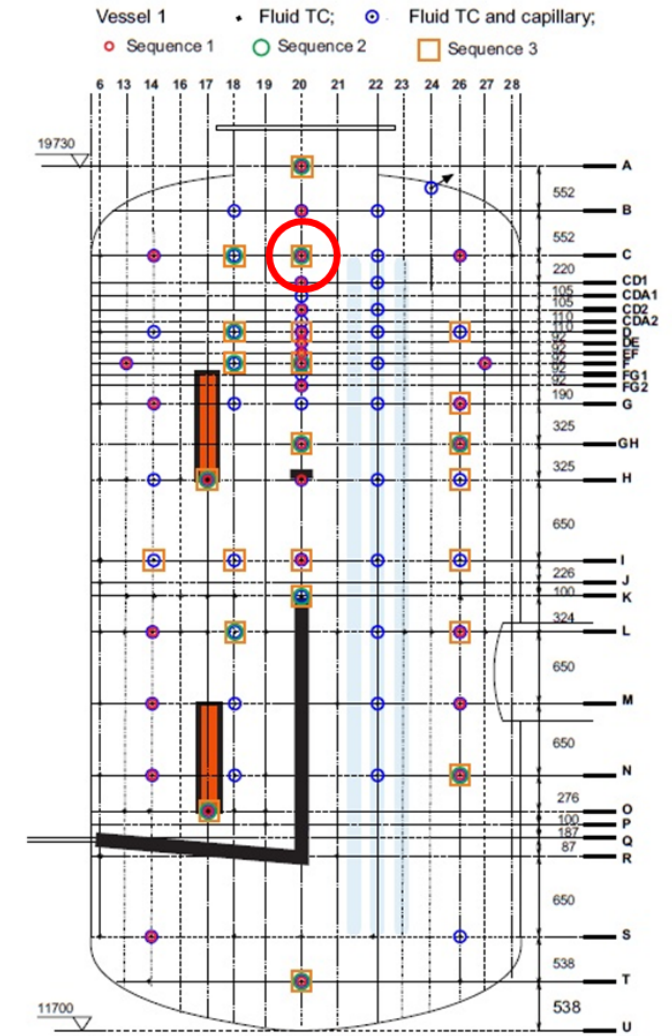 Vessel 1 Fluid TC; Fluid TC and capillary;
Sequence 1 Sequence 2 Sequence 3
6 13 14 16 17 18 19 20 21 22 23 24 26 27 28
19730
A
552
B
552
C
220
CD1
105
CDA1
105
CD2
110
CDA2
110
D
92
DE
92
EF
92
F
92
FG1
92
FG2
190
G
325
GH
325
H
650
I
226
J
100
K
324
L
650
M
650
N
276
O
100
P
187
Q
87
R
650
S
538
T
538
11700
U